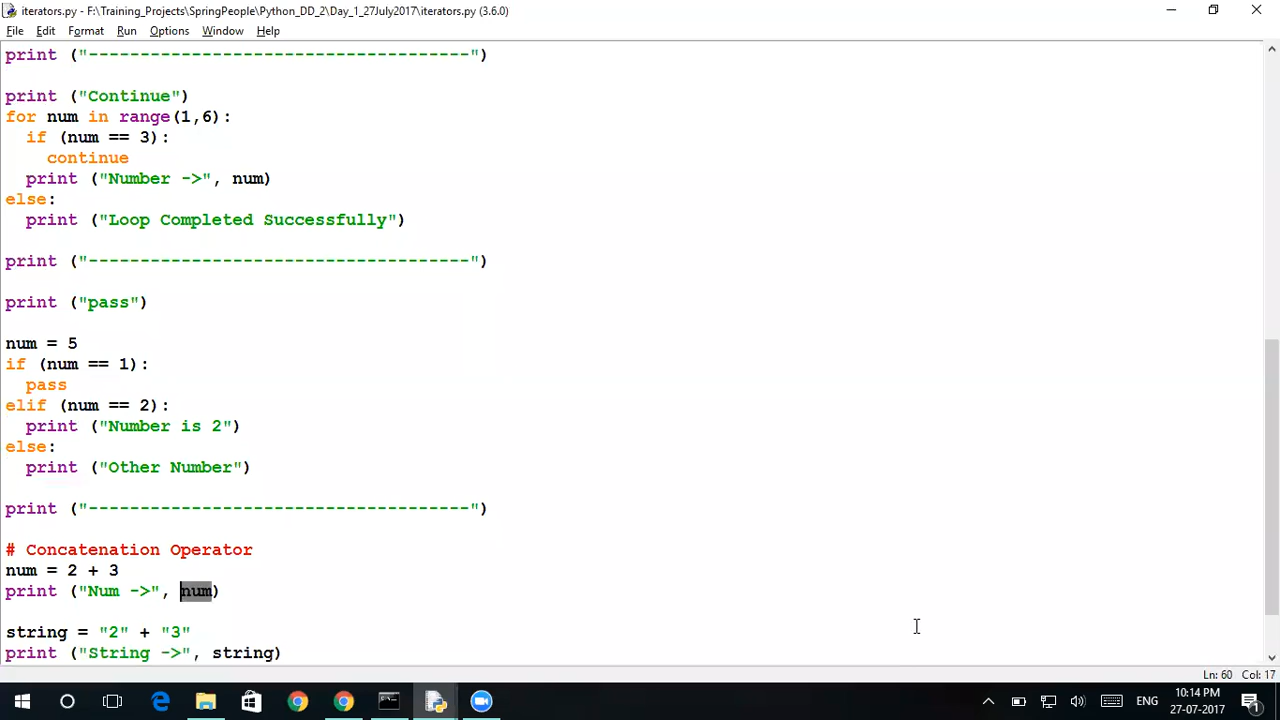 iterators.py - F:\Training_Projects\SpringPeople\Python_DD_2\Day_1_27July2017\iterators.py (3.6.0)
File Edit Format Run Options Window Help
print ("-------------------------------------")
print ("Continue")
for num in range(1,6):
  if (num == 3):
    continue
  print ("Number ->", num)
else:
  print ("Loop Completed Successfully")
print ("-------------------------------------")
print ("pass")
num = 5
if (num == 1):
  pass
elif (num == 2):
  print ("Number is 2")
else:
  print ("Other Number")
print ("-------------------------------------")
# Concatenation Operator
num = 2 + 3
print ("Num ->", num)
string = "2" + "3"
print ("String ->", string)
Ln: 60 Col: 17
ENG
10:14 PM
27-07-2017
1